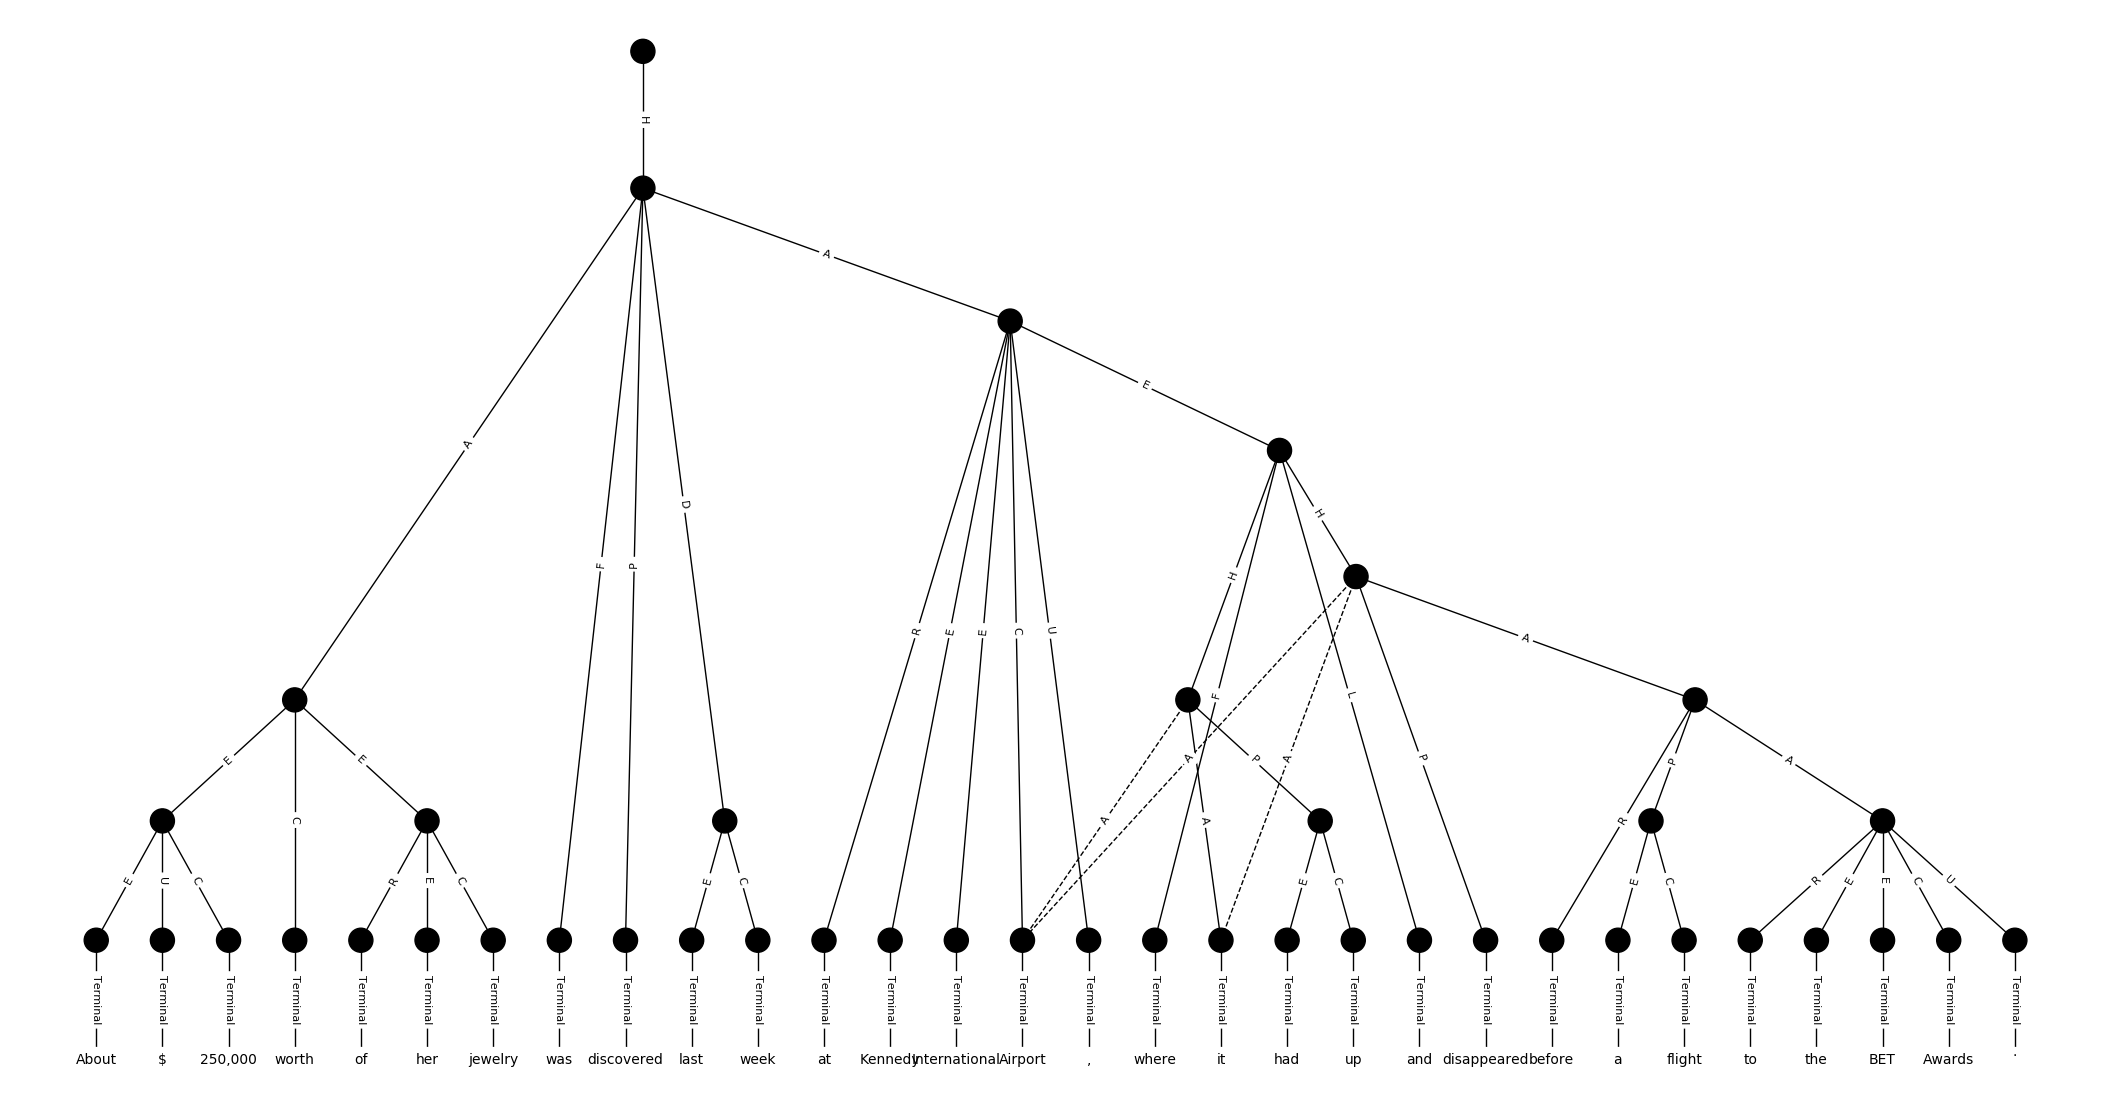 H
A
E
A
D
H
F
P
H
R
E
E
C
U
A
F
L
E
E
A
A
P
P
P
A
C
A
A
R
E
U
C
R
E
C
E
C
E
C
E
C
R
E
E
C
U
Terminal Terminal Terminal Terminal Terminal Terminal Terminal Terminal Terminal Terminal Terminal Terminal Terminal Terminal Terminal Terminal Terminal Terminal Terminal Terminal Terminal Terminal Terminal Terminal Terminal Terminal Terminal Terminal Terminal Terminal
About $ 250,000 worth of her jewelry was discovered last week at Kennedy International Airport , where it had up and disappeared before a flight to the BET Awards .